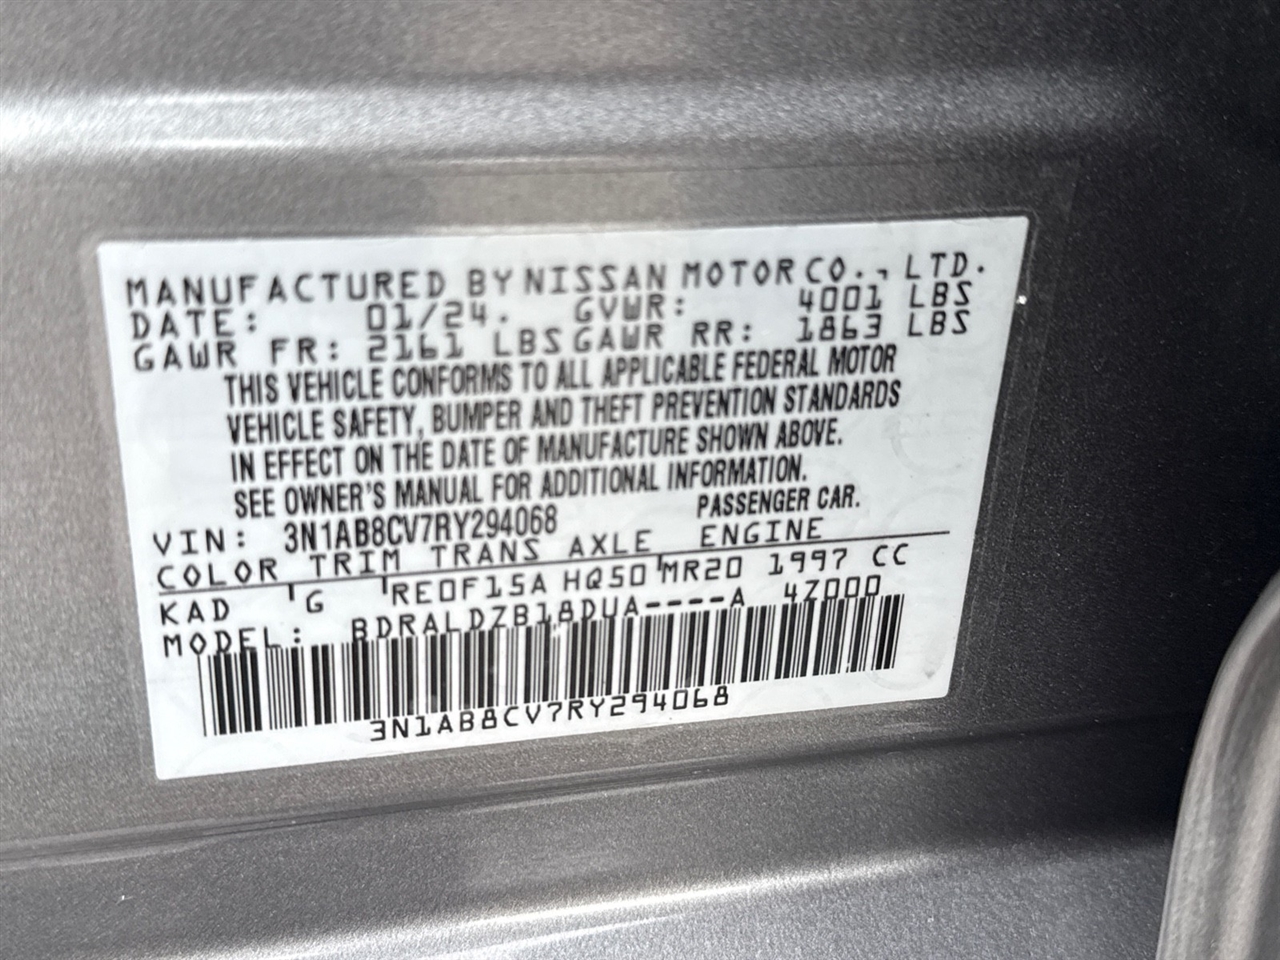 MANUFACTURED BY NISSAN MOTOR CO., LTD.
DATE: 01/24. GVWR: 4001 LBS
GAWR FR: 2161 LBS GAWR RR: 1863 LBS
THIS VEHICLE CONFORMS TO ALL APPLICABLE FEDERAL MOTOR
VEHICLE SAFETY, BUMPER AND THEFT PREVENTION STANDARDS
IN EFFECT ON THE DATE OF MANUFACTURE SHOWN ABOVE.
SEE OWNER'S MANUAL FOR ADDITIONAL INFORMATION.
VIN: 3N1AB8CV7RY294068 PASSENGER CAR.
COLOR TRIM TRANS AXLE ENGINE
KAD G RE0F15A HQ50 MR20 1997 CC
MODEL: BDRALDZB18DUA----A 4Z000
3N1AB8CV7RY294068